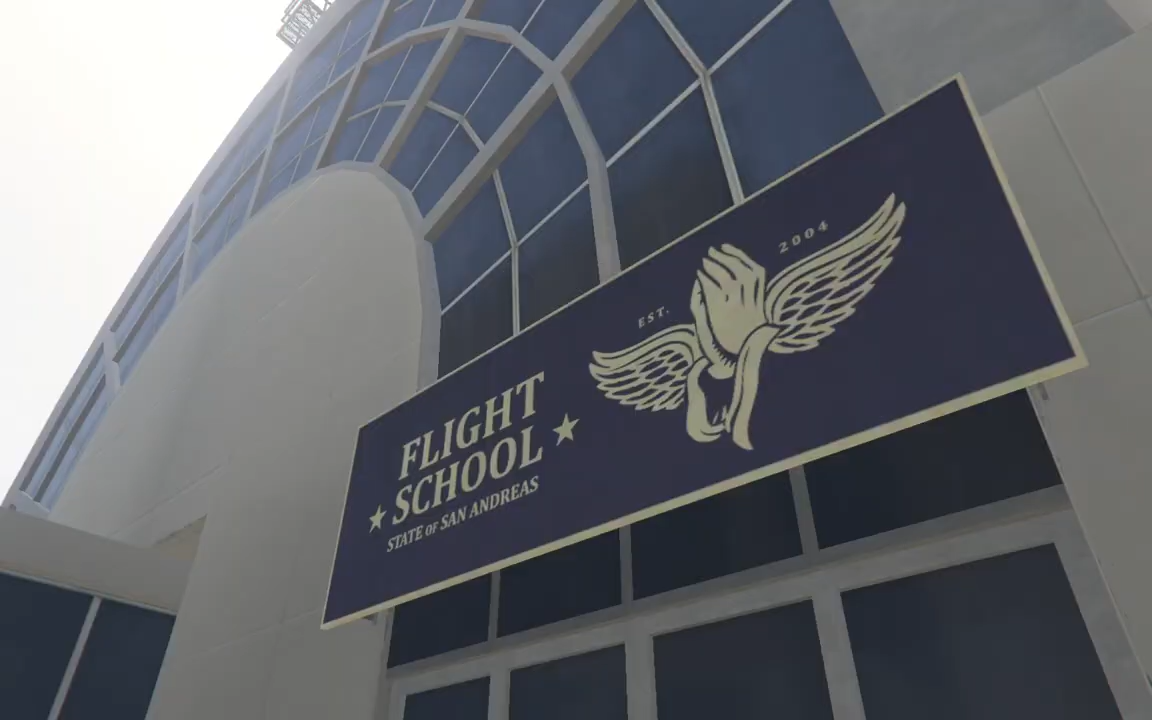 FLIGHT
SCHOOL
STATE OF SAN ANDREAS
EST.
2004